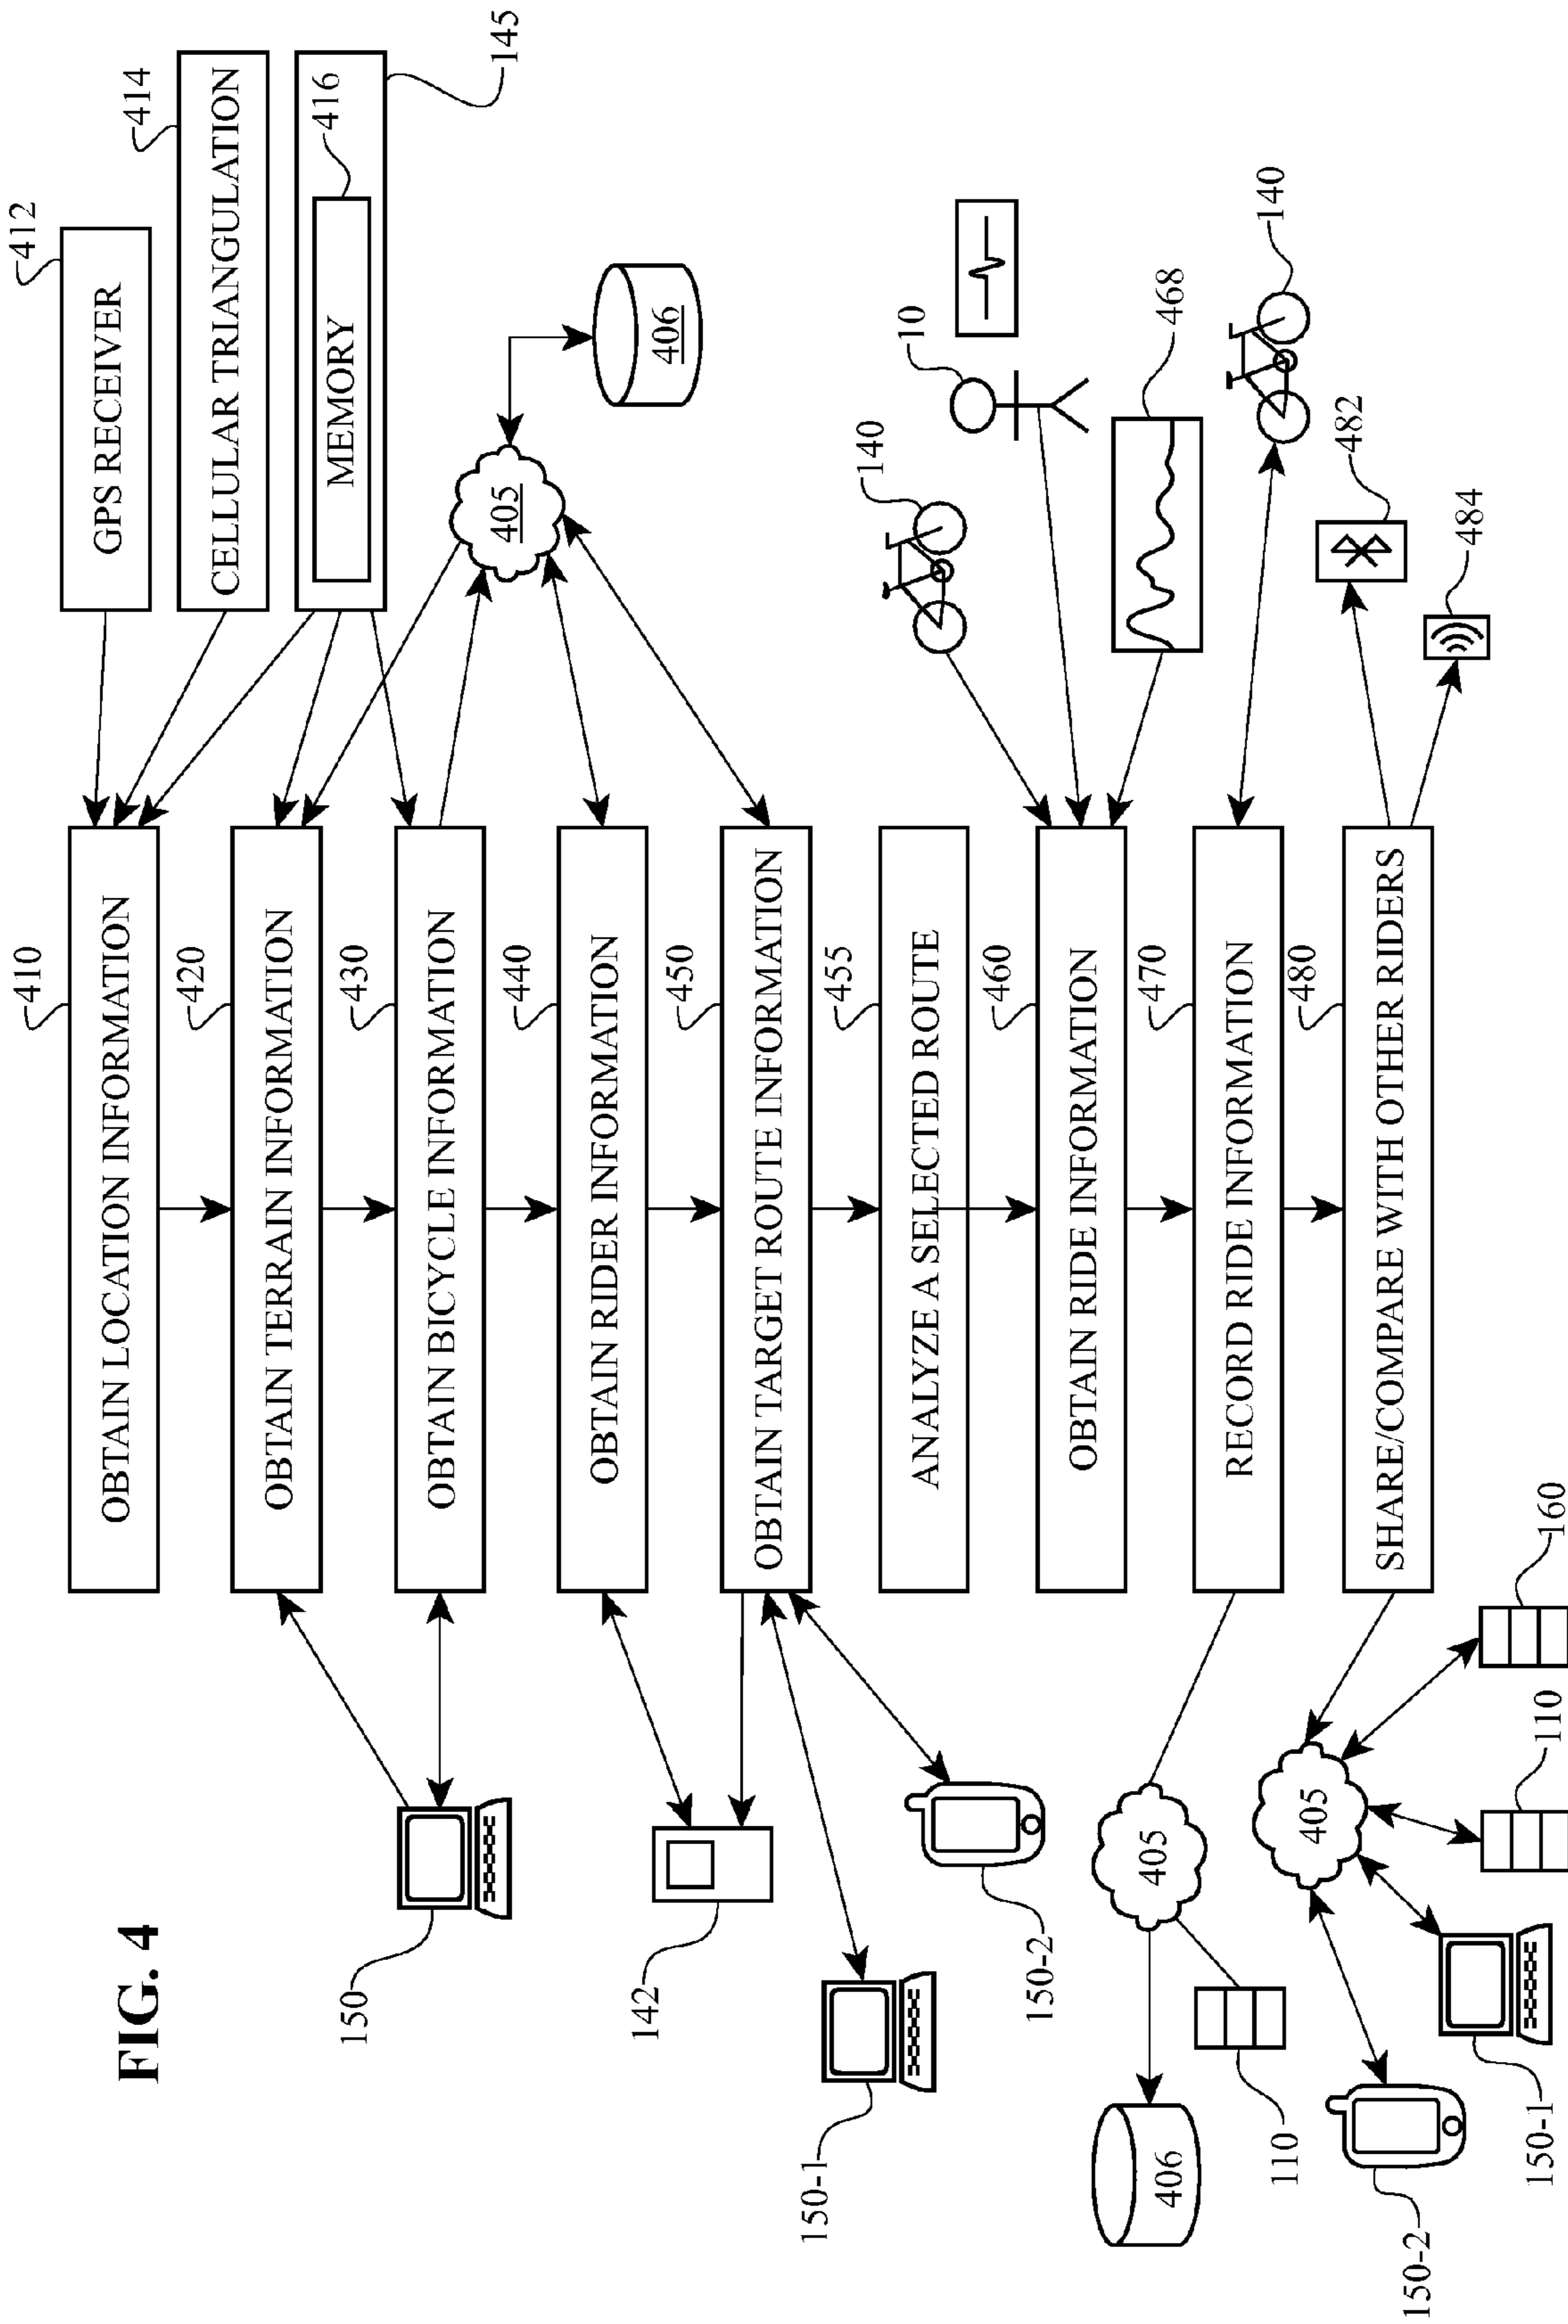 FIG. 4
410
OBTAIN LOCATION INFORMATION
412
GPS RECEIVER
414
CELLULAR TRIANGULATION
145
416
MEMORY
420
OBTAIN TERRAIN INFORMATION
150
430
OBTAIN BICYCLE INFORMATION
405
406
440
OBTAIN RIDER INFORMATION
142
450
OBTAIN TARGET ROUTE INFORMATION
150-1
150-2
455
ANALYZE A SELECTED ROUTE
460
OBTAIN RIDE INFORMATION
140
10
468
470
RECORD RIDE INFORMATION
140
405
406
110
480
SHARE/COMPARE WITH OTHER RIDERS
482
484
405
150-2
150-1
110
160